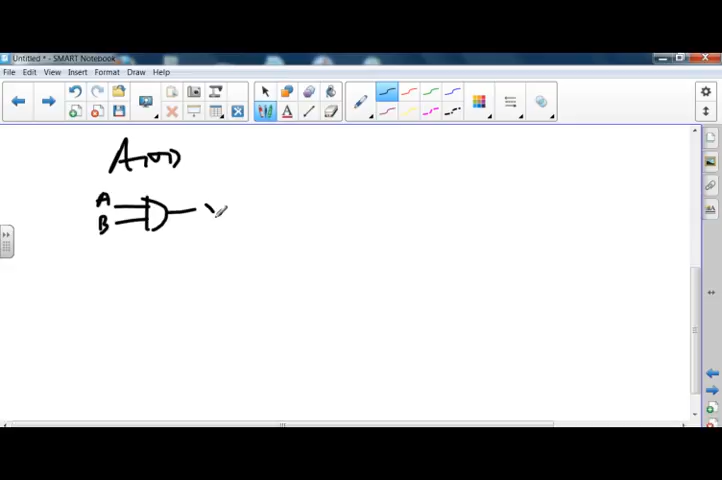 Untitled * - SMART Notebook
File Edit View Insert Format Draw Help
AND
A
B